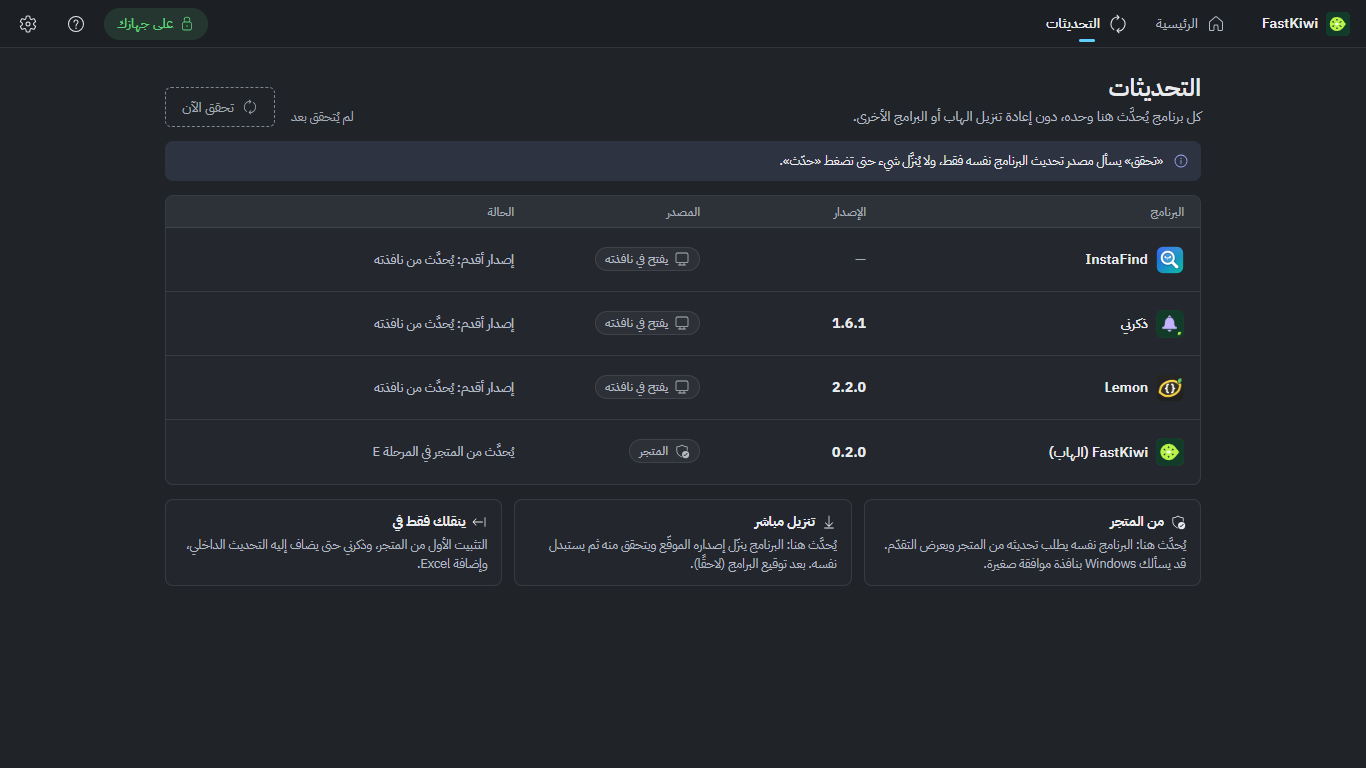 FastKiwi
الرئيسية
التحديثات
على جهازك
التحديثات
كل برنامج يُحدَّث هنا وحده، دون إعادة تنزيل الهاب أو البرامج الأخرى.
لم يُتحقق بعد
تحقق الآن
«تحقق» يسأل مصدر تحديث البرنامج نفسه فقط، ولا يُنزَّل شيء حتى تضغط «حدّث».
البرنامج الإصدار المصدر الحالة
InstaFind — يفتح في نافذته إصدار أقدم: يُحدَّث من نافذته
ذكرني 1.6.1 يفتح في نافذته إصدار أقدم: يُحدَّث من نافذته
Lemon 2.2.0 يفتح في نافذته إصدار أقدم: يُحدَّث من نافذته
FastKiwi (الهاب) 0.2.0 المتجر يُحدَّث من المتجر في المرحلة E
من المتجر
يُحدَّث هنا: البرنامج نفسه يطلب تحديثه من المتجر ويعرض التقدّم.
قد يسألك Windows بنافذة موافقة صغيرة.
تنزيل مباشر
يُحدَّث هنا: البرنامج ينزّل إصداره الموقّع ويتحقق منه ثم يستبدل
نفسه. بعد توقيع البرامج (لاحقًا).
ينقلك فقط في
التثبيت الأول من المتجر، وذكرني حتى يضاف إليه التحديث الداخلي،
وإضافة Excel.